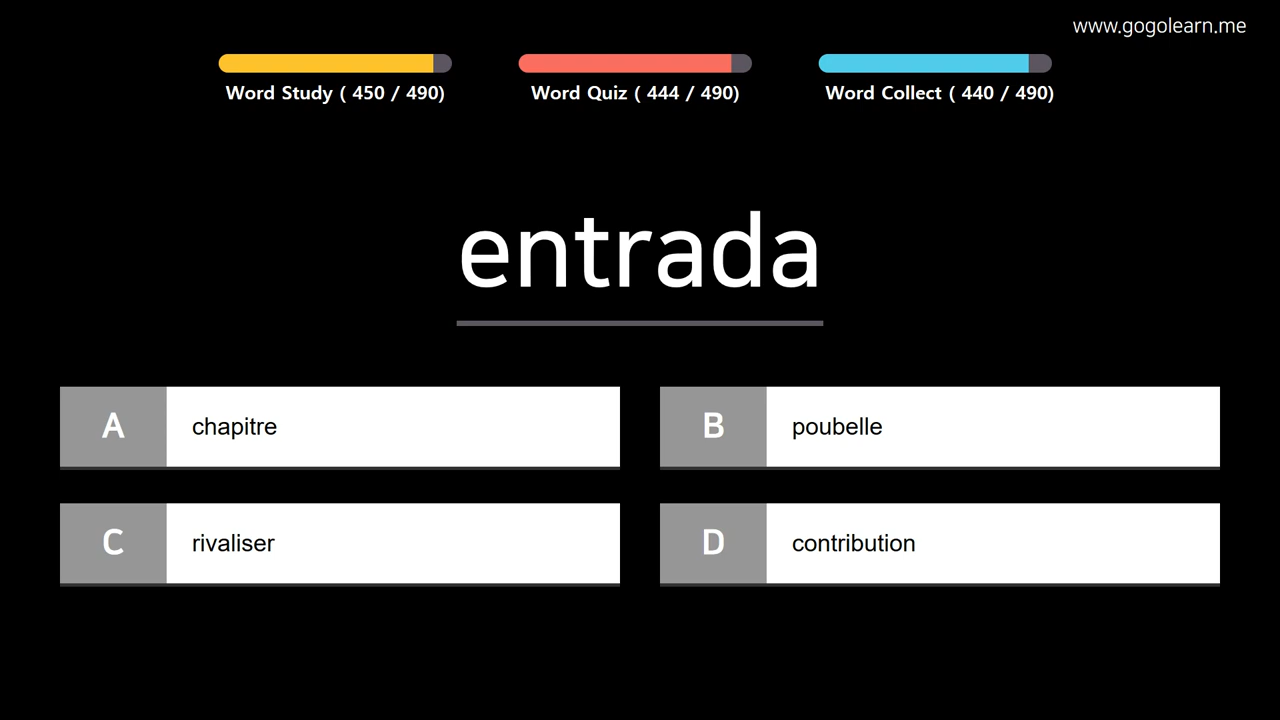 www.gogolearn.me
Word Study ( 450 / 490)
Word Quiz ( 444 / 490)
Word Collect ( 440 / 490)
entrada
A chapitre
B poubelle
C rivaliser
D contribution